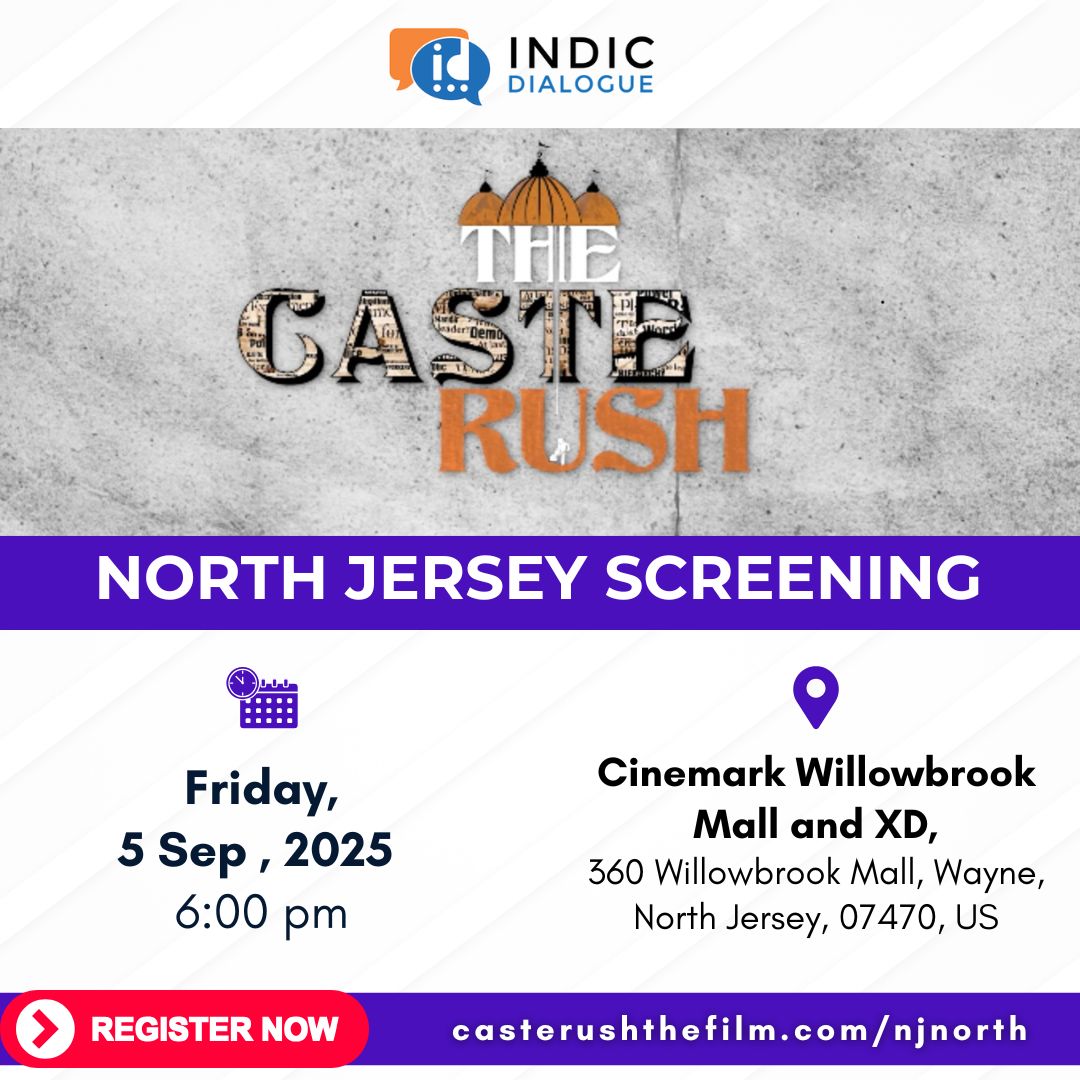 id
INDIC
DIALOGUE
THE
CASTE
RUSH
NORTH JERSEY SCREENING
Friday,
5 Sep , 2025
6:00 pm
Cinemark Willowbrook
Mall and XD,
360 Willowbrook Mall, Wayne,
North Jersey, 07470, US
REGISTER NOW
casterushthefilm.com/njnorth